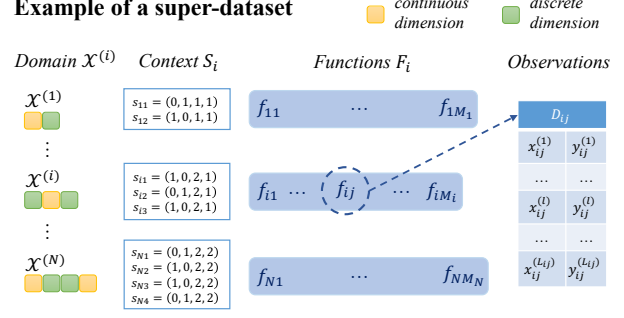 Example of a super-dataset
continuous dimension
discrete dimension
Domain 𝒳^(i) Context S_i Functions F_i Observations
𝒳^(1)
s_11 = (0, 1, 1, 1)
s_12 = (1, 0, 1, 1)
f_11 ... f_1M_1
D_ij
x_ij^(1) y_ij^(1)
... ...
x_ij^(l) y_ij^(l)
... ...
x_ij^(L_ij) y_ij^(L_ij)
⋮
𝒳^(i)
s_i1 = (1, 0, 2, 1)
s_i2 = (0, 1, 2, 1)
s_i3 = (1, 0, 2, 1)
f_i1 ... f_ij ... f_iM_i
⋮
𝒳^(N)
s_N1 = (0, 1, 2, 2)
s_N2 = (1, 0, 2, 2)
s_N3 = (1, 0, 2, 2)
s_N4 = (0, 1, 2, 2)
f_N1 ... f_NM_N